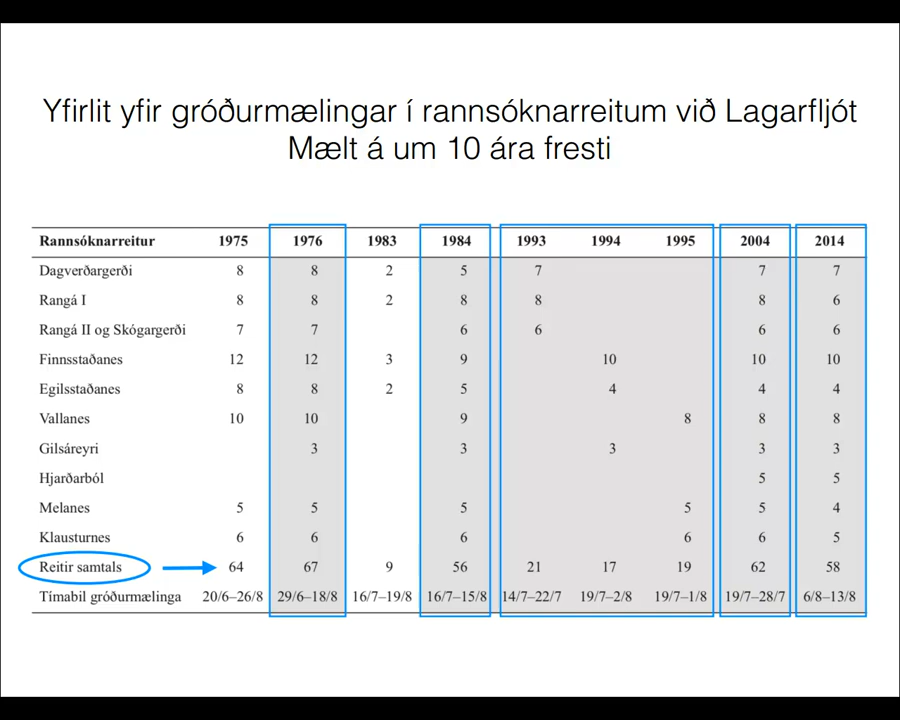 Yfirlit yfir gróðurmælingar í rannsóknarreitum við Lagarfljót
Mælt á um 10 ára fresti
Rannsóknarreitur 1975 1976 1983 1984 1993 1994 1995 2004 2014
Dagverðargerði 8 8 2 5 7 7 7
Rangá I 8 8 2 8 8 8 6
Rangá II og Skógargerði 7 7 6 6 6 6
Finnsstaðanes 12 12 3 9 10 10 10
Egilsstaðanes 8 8 2 5 4 4 4
Vallanes 10 10 9 8 8 8
Gilsáreyri 3 3 3 3 3
Hjarðarból 5 5
Melanes 5 5 5 5 5 4
Klausturnes 6 6 6 6 6 5
Reitir samtals 64 67 9 56 21 17 19 62 58
Tímabil gróðurmælinga 20/6–26/8 29/6–18/8 16/7–19/8 16/7–15/8 14/7–22/7 19/7–2/8 19/7–1/8 19/7–28/7 6/8–13/8